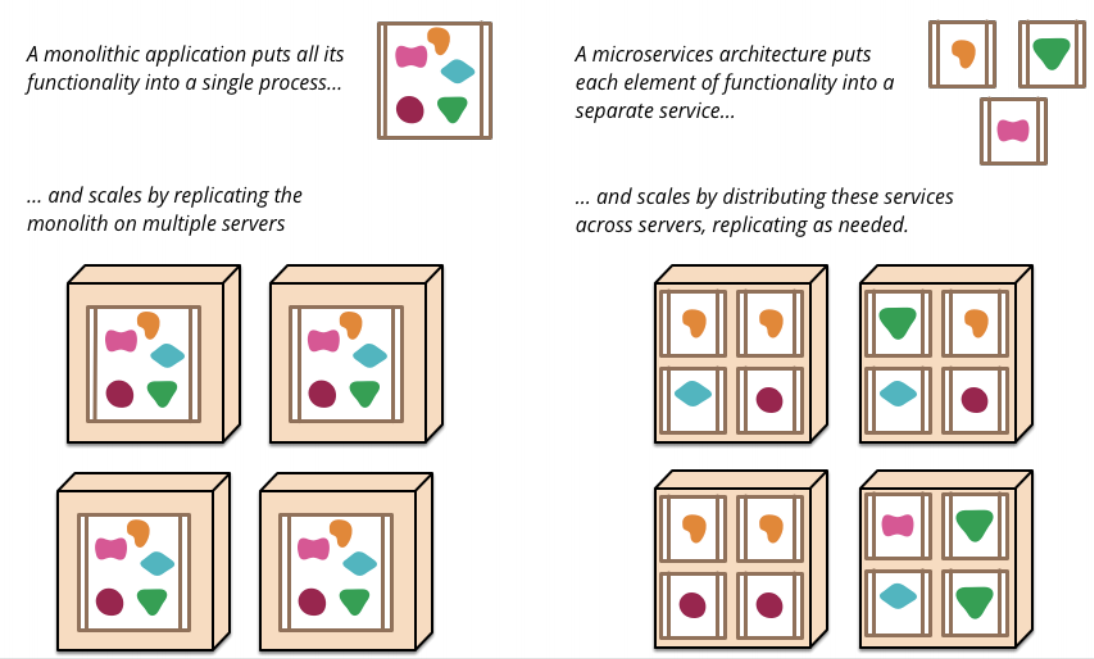 A monolithic application puts all its
functionality into a single process...
A microservices architecture puts
each element of functionality into a
separate service...
... and scales by replicating the
monolith on multiple servers
... and scales by distributing these services
across servers, replicating as needed.